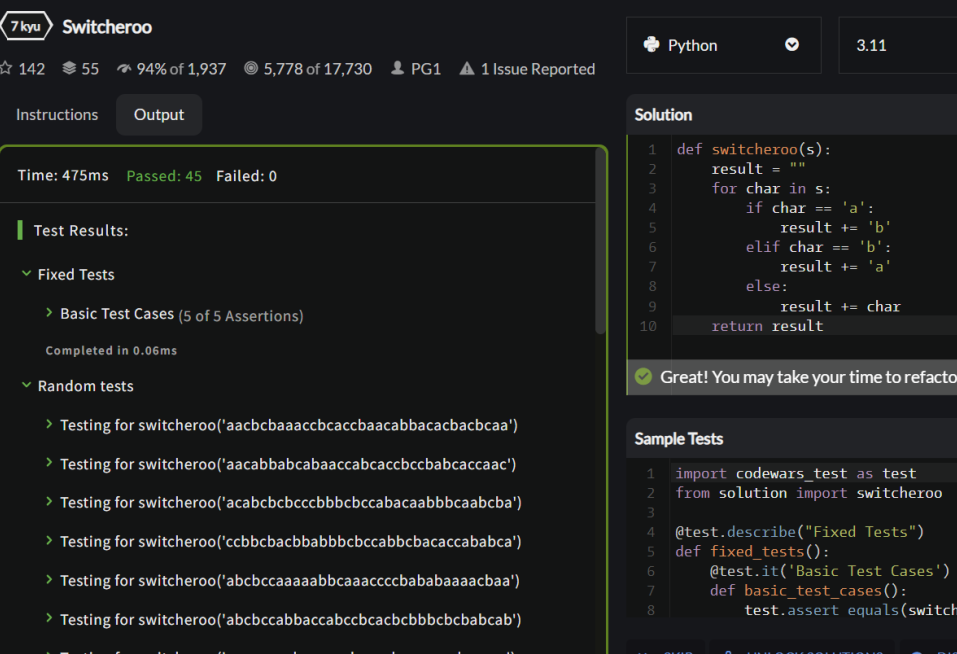 7 kyu Switcheroo
142 55 94% of 1,937 5,778 of 17,730 PG1 1 Issue Reported
Instructions Output
Time: 475ms Passed: 45 Failed: 0
Test Results:
Fixed Tests
Basic Test Cases (5 of 5 Assertions)
Completed in 0.06ms
Random tests
Testing for switcheroo('aacbcbaaaccbcaccbaacabbacacbacbcaa')
Testing for switcheroo('aacabbabcabaaccabcaccbccbabcaccaac')
Testing for switcheroo('acabcbcbcccbbbcbccabacaabbbcaabcba')
Testing for switcheroo('ccbbcbacbbabbbcbccabbcbacaccababca')
Testing for switcheroo('abcbccaaaaabbcaaaccccbababaaaacbaa')
Testing for switcheroo('abcbccabbaccabccbcacbcbbbcbcbabcab')
Python 3.11
Solution
1 def switcheroo(s):
2 result = ""
3 for char in s:
4 if char == 'a':
5 result += 'b'
6 elif char == 'b':
7 result += 'a'
8 else:
9 result += char
10 return result
Great! You may take your time to refacto
Sample Tests
1 import codewars_test as test
2 from solution import switcheroo
3
4 @test.describe("Fixed Tests")
5 def fixed_tests():
6 @test.it('Basic Test Cases')
7 def basic_test_cases():
8 test.assert_equals(switch